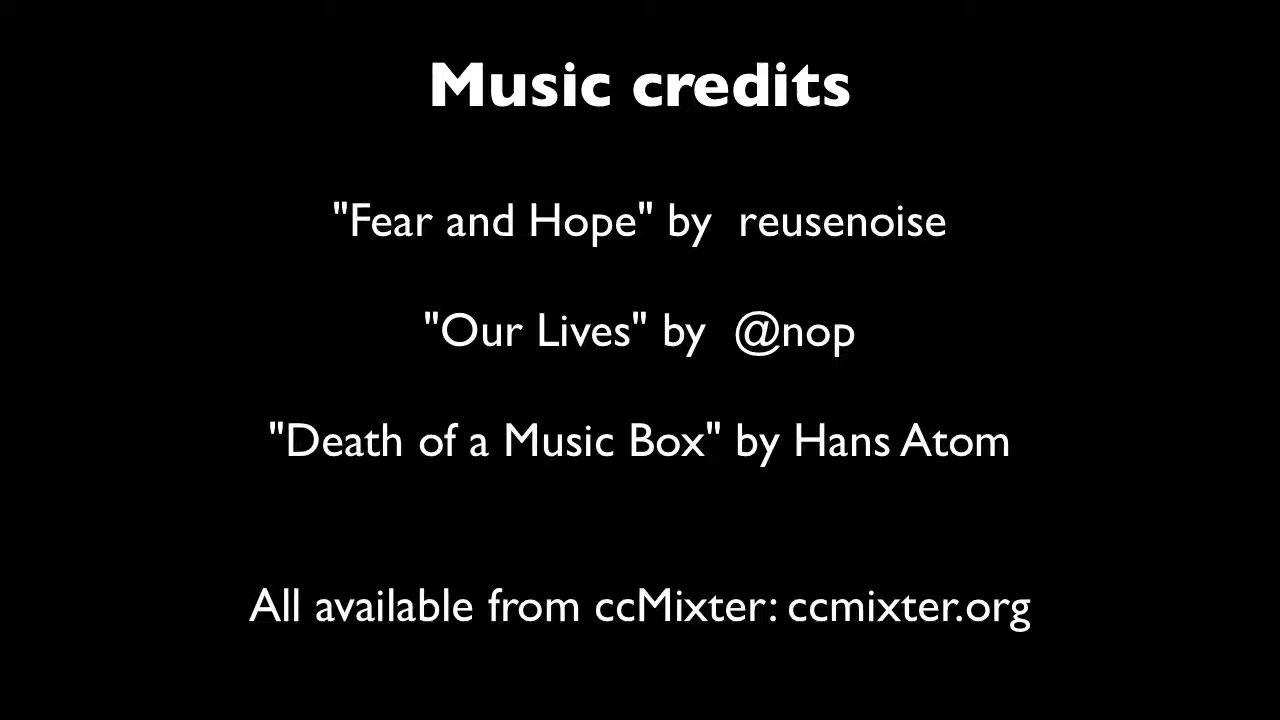 Music credits
"Fear and Hope" by  reusenoise
"Our Lives" by  @nop
"Death of a Music Box" by Hans Atom
All available from ccMixter: ccmixter.org